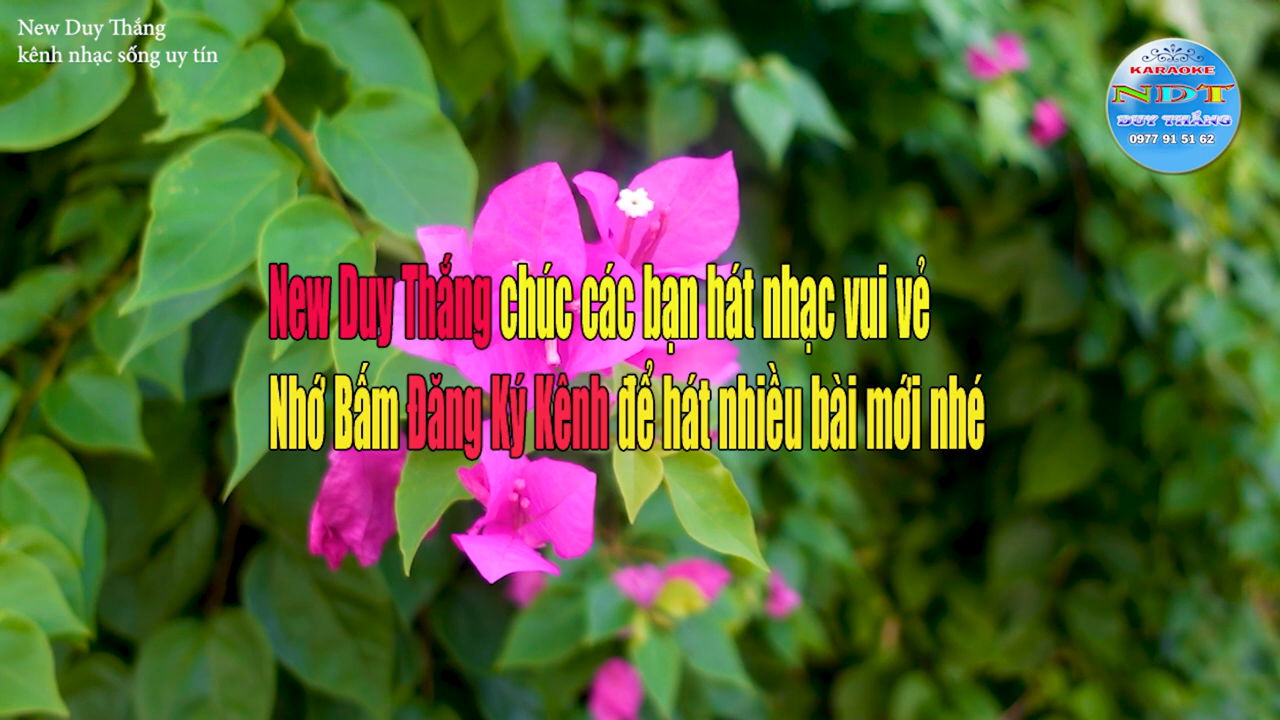 New Duy Thắng
kênh nhạc sống uy tín
KARAOKE
NDT
DUY THẮNG
0977 91 51 62
New Duy Thắng chúc các bạn hát nhạc vui vẻ
Nhớ Bấm Đăng Ký Kênh để hát nhiều bài mới nhé